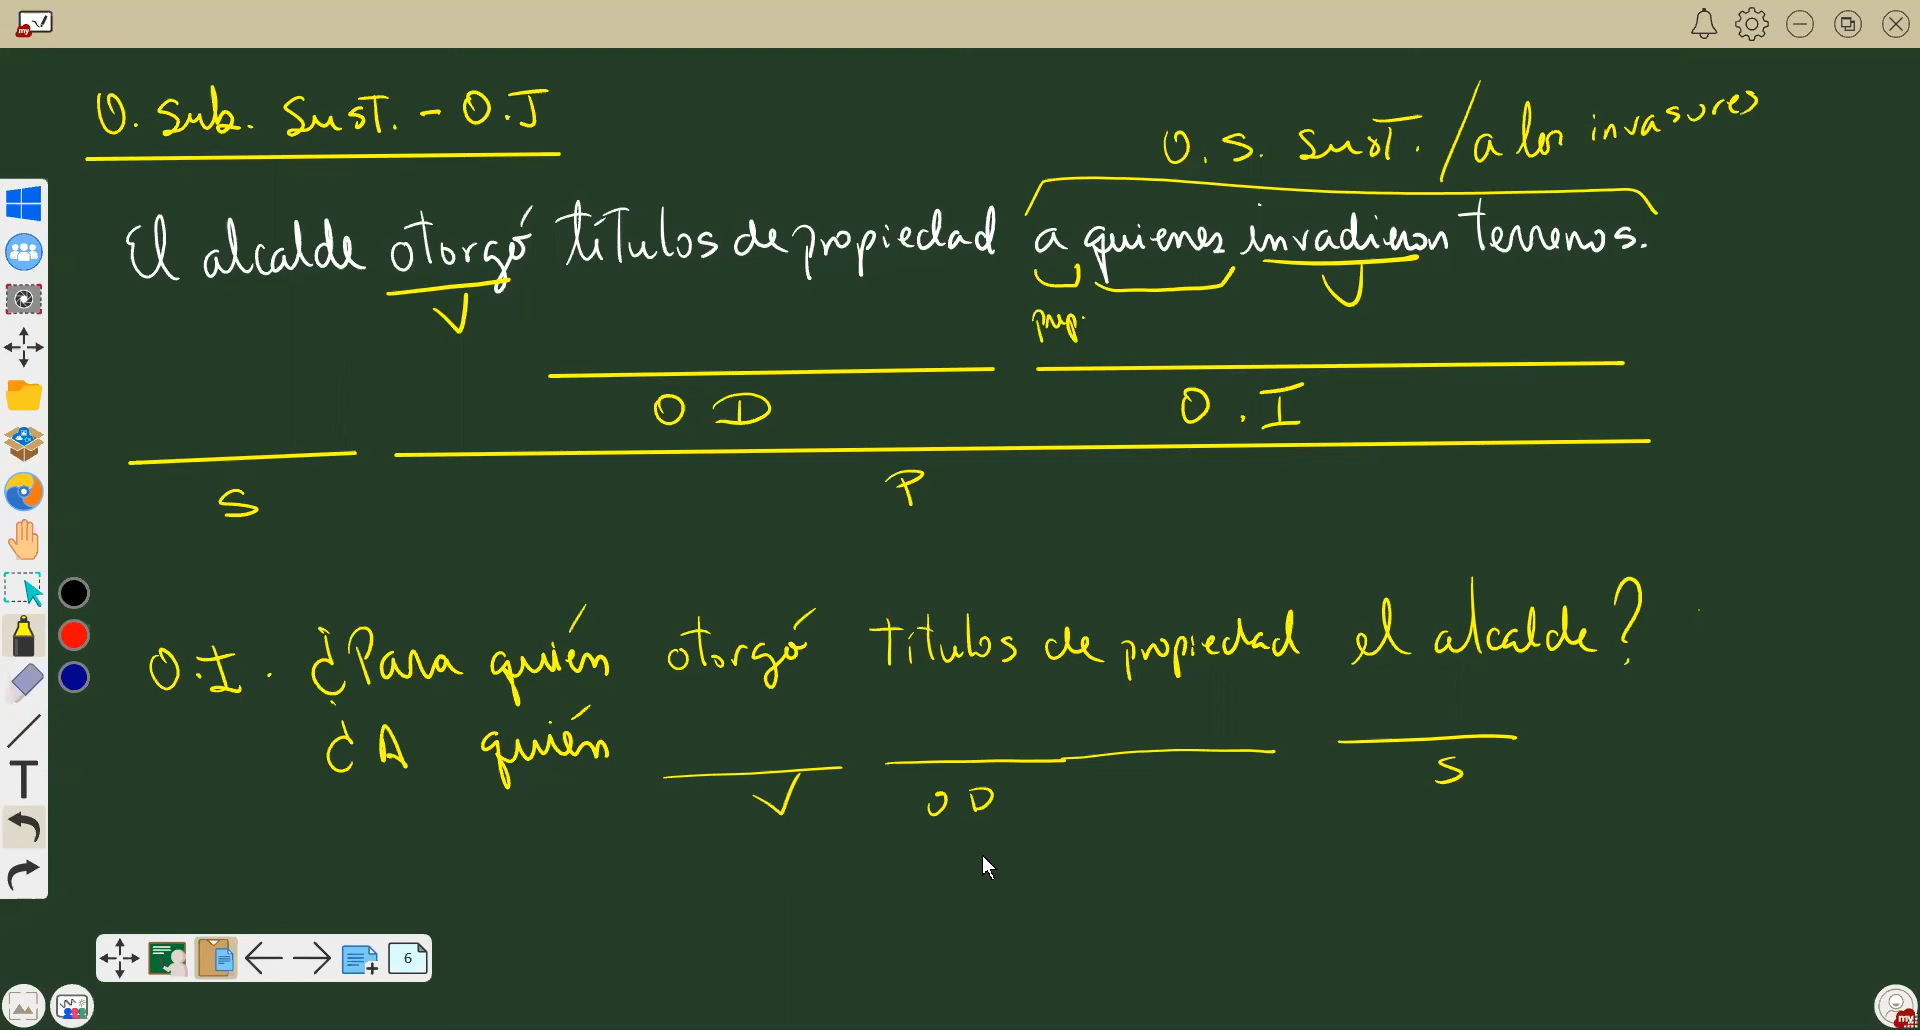 O. Sub. Sust. - O.I
O. S. Sust. / a los invasores
El alcalde otorgó títulos de propiedad a quienes invadieron terrenos.
V V
prep.
O D O. I
S P
O.I. ¿Para quién otorgó títulos de propiedad el alcalde?
¿A quién
V O D S
6